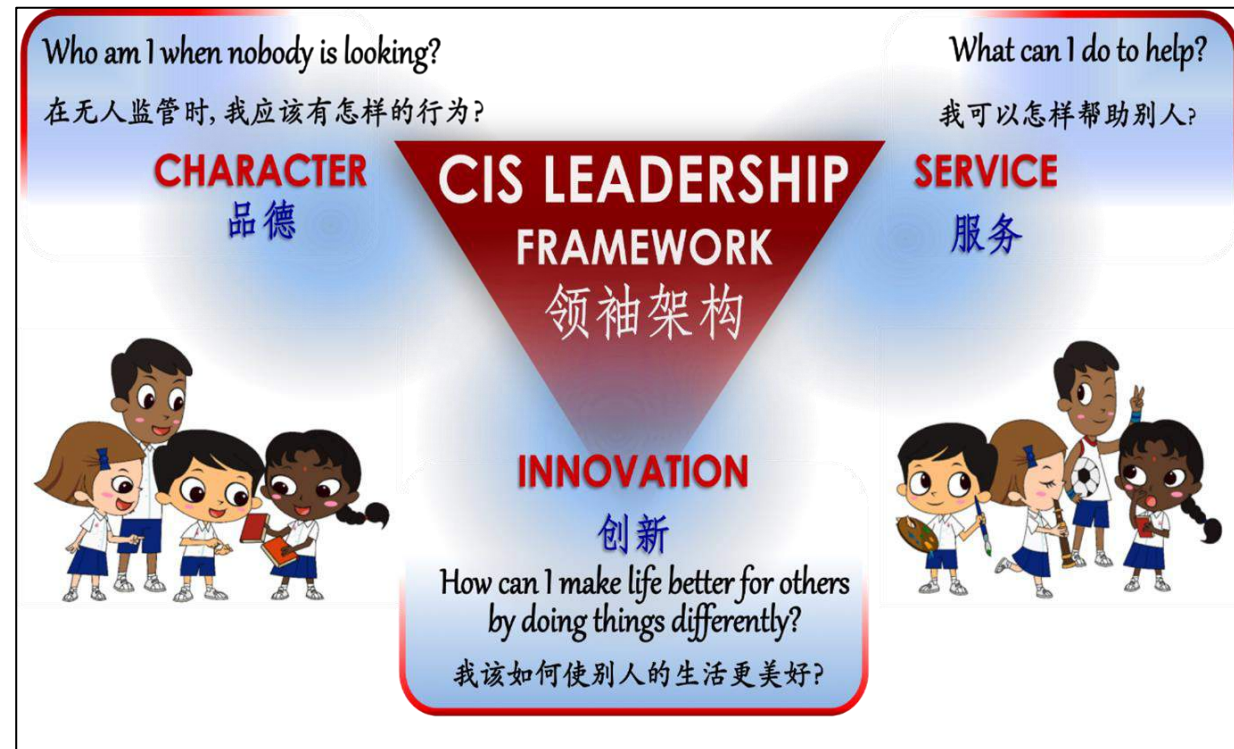 Who am I when nobody is looking?
在无人监管时, 我应该有怎样的行为?
CHARACTER
品德
CIS LEADERSHIP
FRAMEWORK
领袖架构
What can I do to help?
我可以怎样帮助别人?
SERVICE
服务
INNOVATION
创新
How can I make life better for others
by doing things differently?
我该如何使别人的生活更美好?